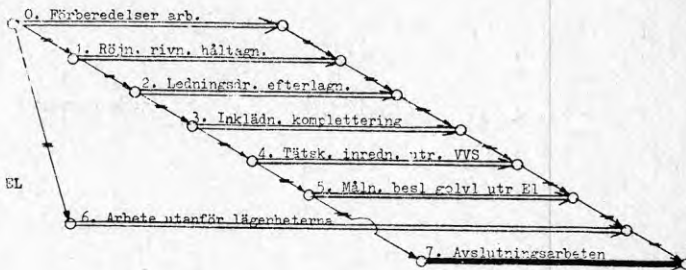 0. Förberedelser arb.
1. Röjn. rivn. håltagn.
2. Ledningsdr. efterlagn.
3. Inklädn. komplettering
4. Tätsk. inredn. utr. VVS
EL
5. Måln. besl golvl utr El
6. Arbete utanför lägenheterna
7. Avslutningsarbeten